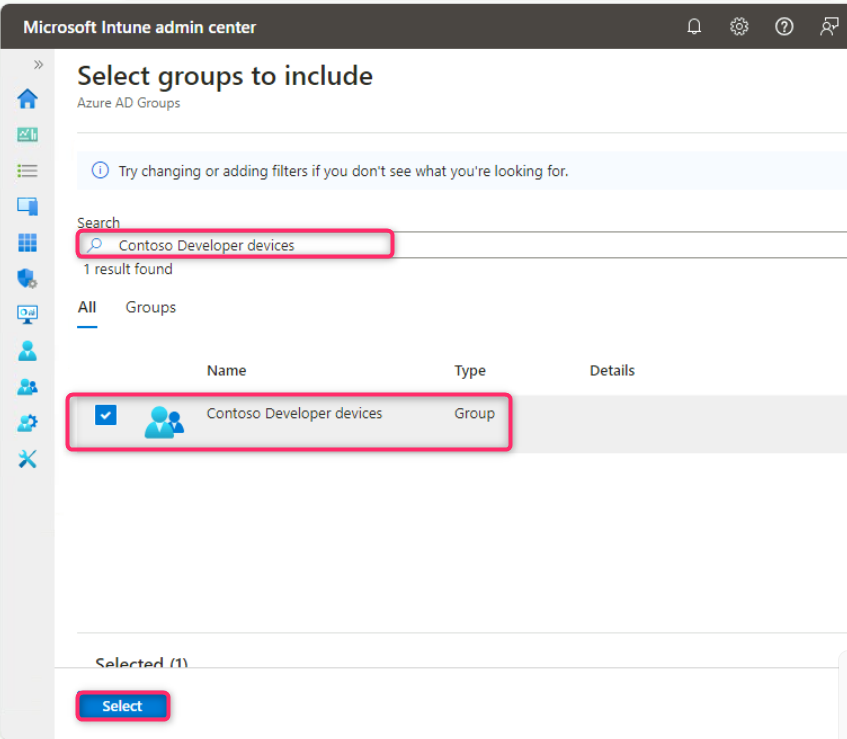 Microsoft Intune admin center
Select groups to include
Azure AD Groups
Try changing or adding filters if you don't see what you're looking for.
Search
Contoso Developer devices
1 result found
All Groups
Name Type Details
Contoso Developer devices Group
Selected (1)
Select